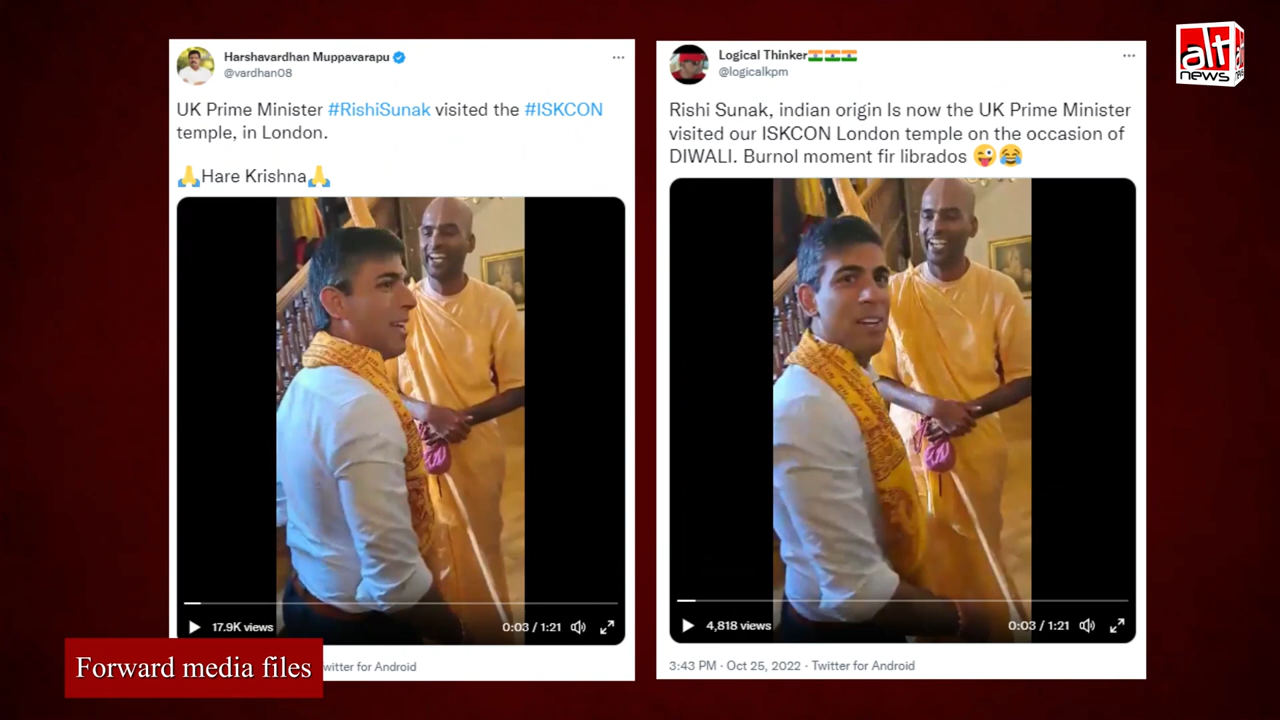 Harshavardhan Muppavarapu
@vardhan08
UK Prime Minister #RishiSunak visited the #ISKCON
temple, in London.
🙏Hare Krishna🙏
17.9K views
0:03 / 1:21
witter for Android
Logical Thinker🇮🇳🇮🇳🇮🇳
@logicalkpm
Rishi Sunak, indian origin Is now the UK Prime Minister
visited our ISKCON London temple on the occasion of
DIWALI. Burnol moment fir librados 😜😂
4,818 views
0:03 / 1:21
3:43 PM · Oct 25, 2022 · Twitter for Android
alt
news
Forward media files